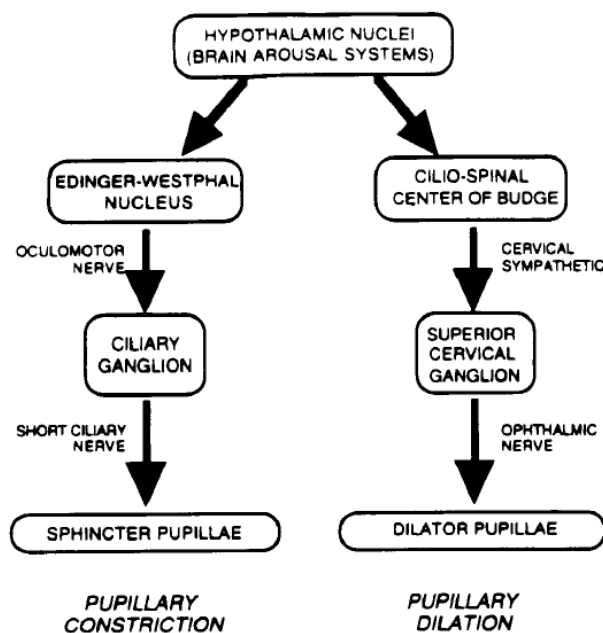 HYPOTHALAMIC NUCLEI
(BRAIN AROUSAL SYSTEMS)
EDINGER-WESTPHAL
NUCLEUS
CILIO-SPINAL
CENTER OF BUDGE
OCULOMOTOR
NERVE
CERVICAL
SYMPATHETIC
CILIARY
GANGLION
SUPERIOR
CERVICAL
GANGLION
SHORT CILIARY
NERVE
OPHTHALMIC
NERVE
SPHINCTER PUPILLAE
DILATOR PUPILLAE
PUPILLARY
CONSTRICTION
PUPILLARY
DILATION